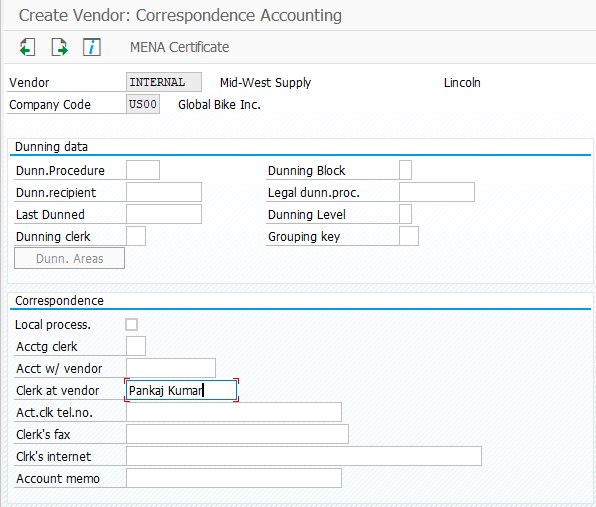 Create Vendor: Correspondence Accounting
MENA Certificate
Vendor INTERNAL Mid-West Supply Lincoln
Company Code US00 Global Bike Inc.
Dunning data
Dunn.Procedure Dunning Block
Dunn.recipient Legal dunn.proc.
Last Dunned Dunning Level
Dunning clerk Grouping key
Dunn. Areas
Correspondence
Local process.
Acctg clerk
Acct w/ vendor
Clerk at vendor Pankaj Kumar
Act.clk tel.no.
Clerk's fax
Clrk's internet
Account memo